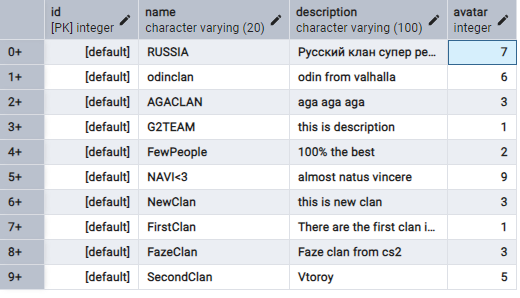 id name description avatar
[PK] integer character varying (20) character varying (100) integer
0+ [default] RUSSIA Русский клан супер ре... 7
1+ [default] odinclan odin from valhalla 6
2+ [default] AGACLAN aga aga aga 3
3+ [default] G2TEAM this is description 1
4+ [default] FewPeople 100% the best 2
5+ [default] NAVI<3 almost natus vincere 9
6+ [default] NewClan this is new clan 3
7+ [default] FirstClan There are the first clan i... 1
8+ [default] FazeClan Faze clan from cs2 3
9+ [default] SecondClan Vtoroy 5